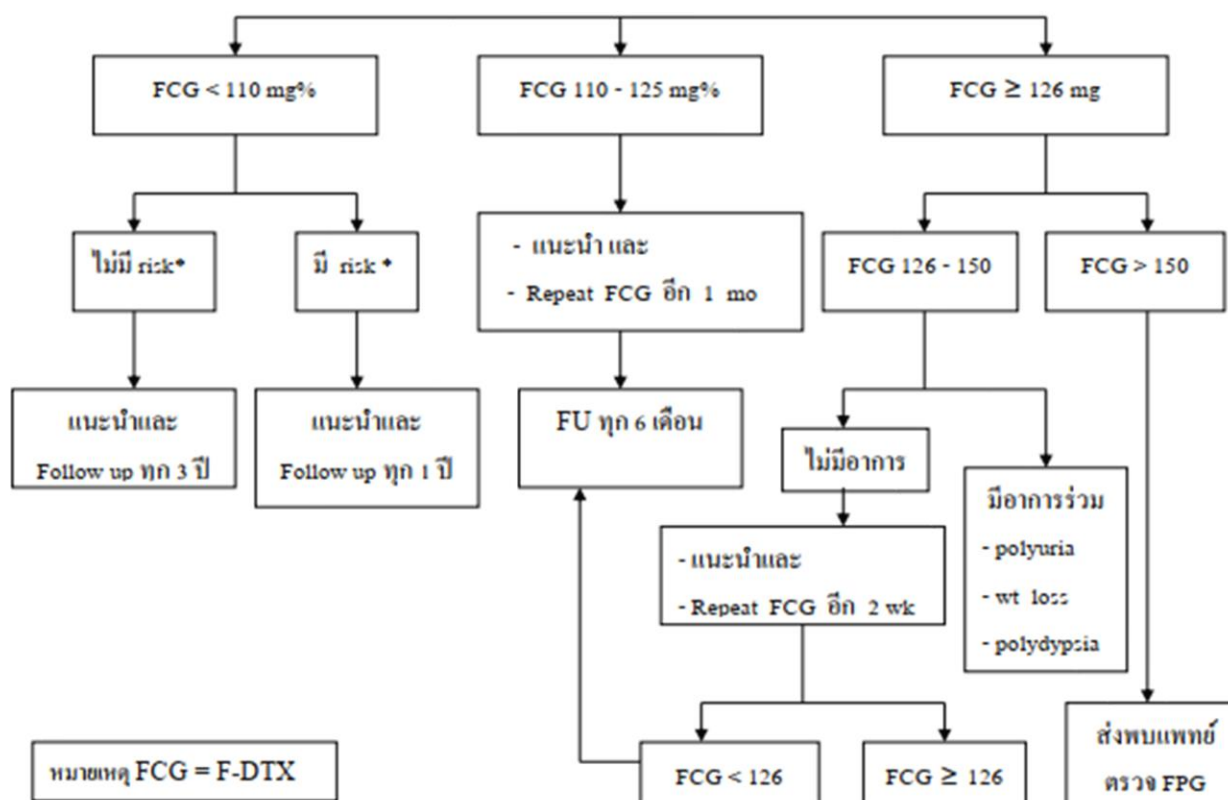 FCG < 110 mg%
FCG 110 - 125 mg%
FCG ≥ 126 mg
ไม่มี risk*
มี risk *
- แนะนำ และ
- Repeat FCG อีก 1 mo
FCG 126 - 150
FCG > 150
แนะนำและ
Follow up ทุก 3 ปี
แนะนำและ
Follow up ทุก 1 ปี
FU ทุก 6 เดือน
ไม่มีอาการ
มีอาการร่วม
- polyuria
- wt loss
- polydypsia
- แนะนำและ
- Repeat FCG อีก 2 wk
หมายเหตุ FCG = F-DTX
FCG < 126
FCG ≥ 126
ส่งพบแพทย์
ตรวจ FPG